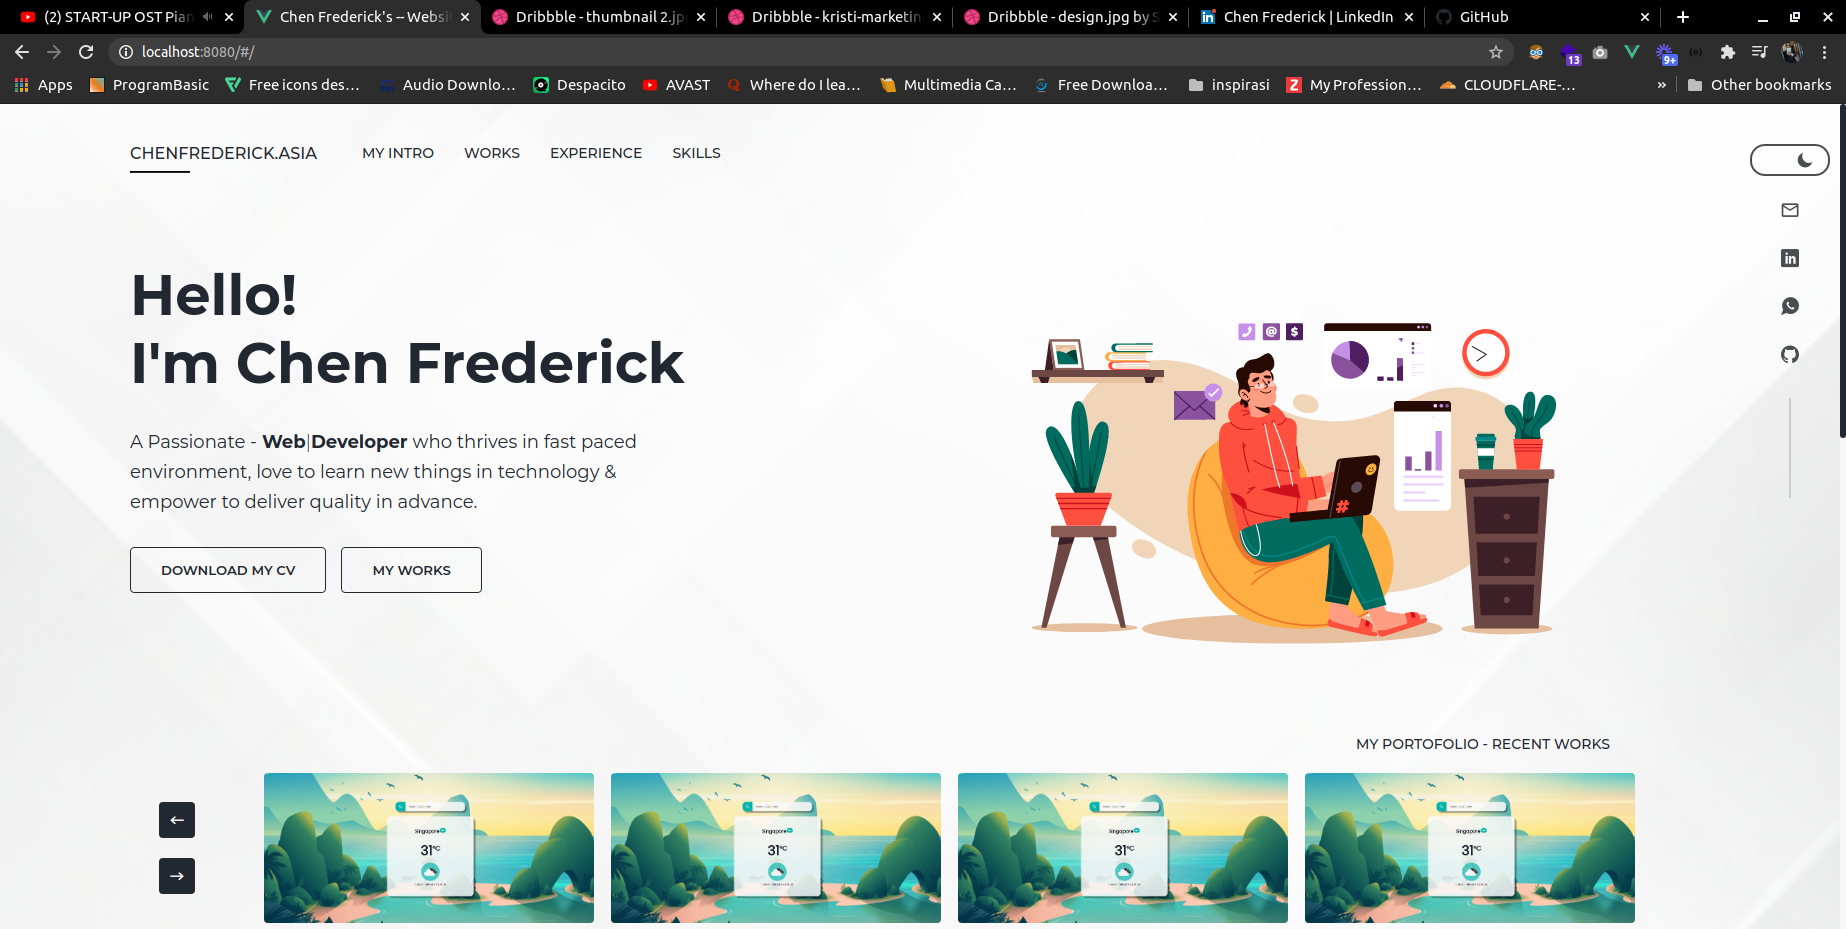 (2) START-UP OST Pian
Chen Frederick's -- Websi
Dribbble - thumbnail 2.jp
Dribbble - kristi-marketin
Dribbble - design.jpg by S
Chen Frederick | LinkedIn
GitHub
localhost:8080/#/
13
9+
Apps
ProgramBasic
Free icons des...
Audio Downlo...
Despacito
AVAST
Where do I lea...
Multimedia Ca...
Free Downloa...
inspirasi
My Profession...
CLOUDFLARE-...
»
Other bookmarks
CHENFREDERICK.ASIA
MY INTRO
WORKS
EXPERIENCE
SKILLS
Hello!
I'm Chen Frederick
A Passionate - Web|Developer who thrives in fast paced
environment, love to learn new things in technology &
empower to deliver quality in advance.
DOWNLOAD MY CV
MY WORKS
MY PORTOFOLIO - RECENT WORKS
Singapore
31°C
Singapore
31°C
Singapore
31°C
Singapore
31°C